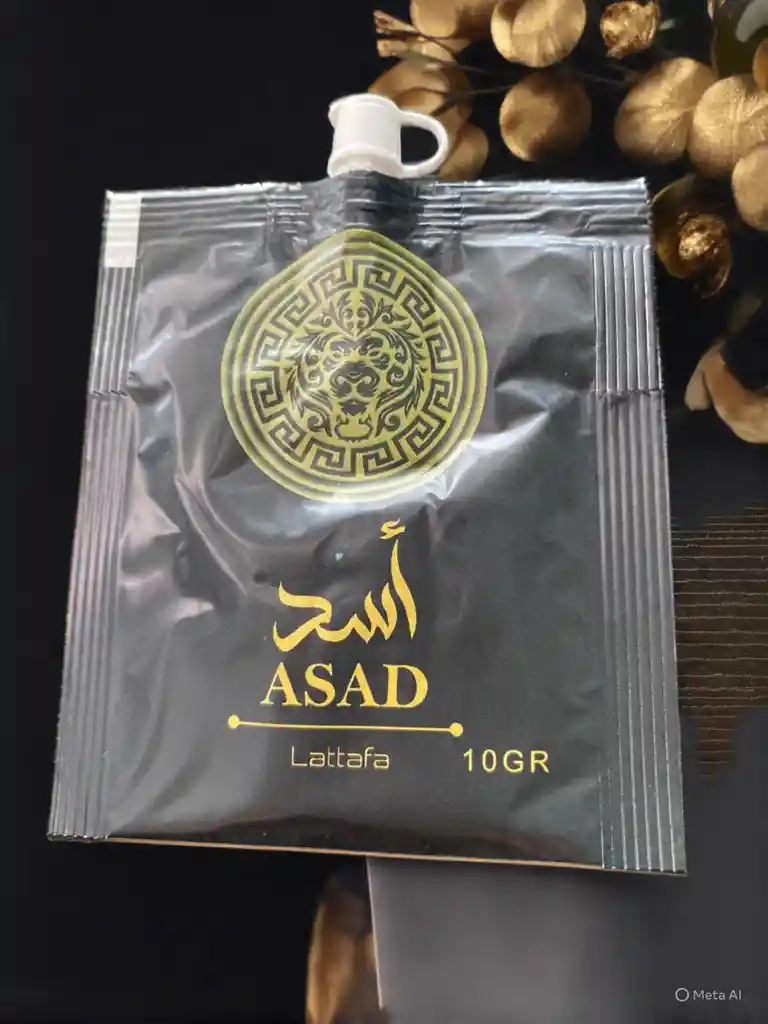 أسد
ASAD
Lattafa 10GR
Meta AI